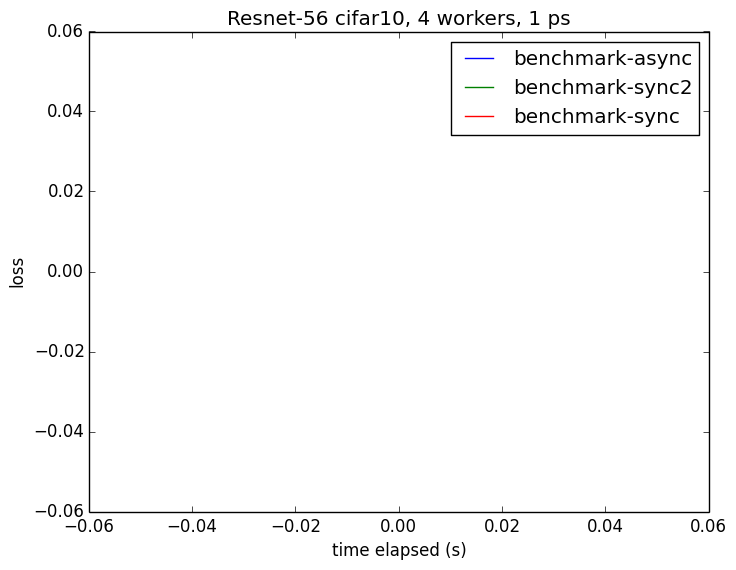 Resnet-56 cifar10, 4 workers, 1 ps
benchmark-async
benchmark-sync2
benchmark-sync
0.06
0.04
0.02
0.00
−0.02
−0.04
−0.06
loss
−0.06 −0.04 −0.02 0.00 0.02 0.04 0.06
time elapsed (s)